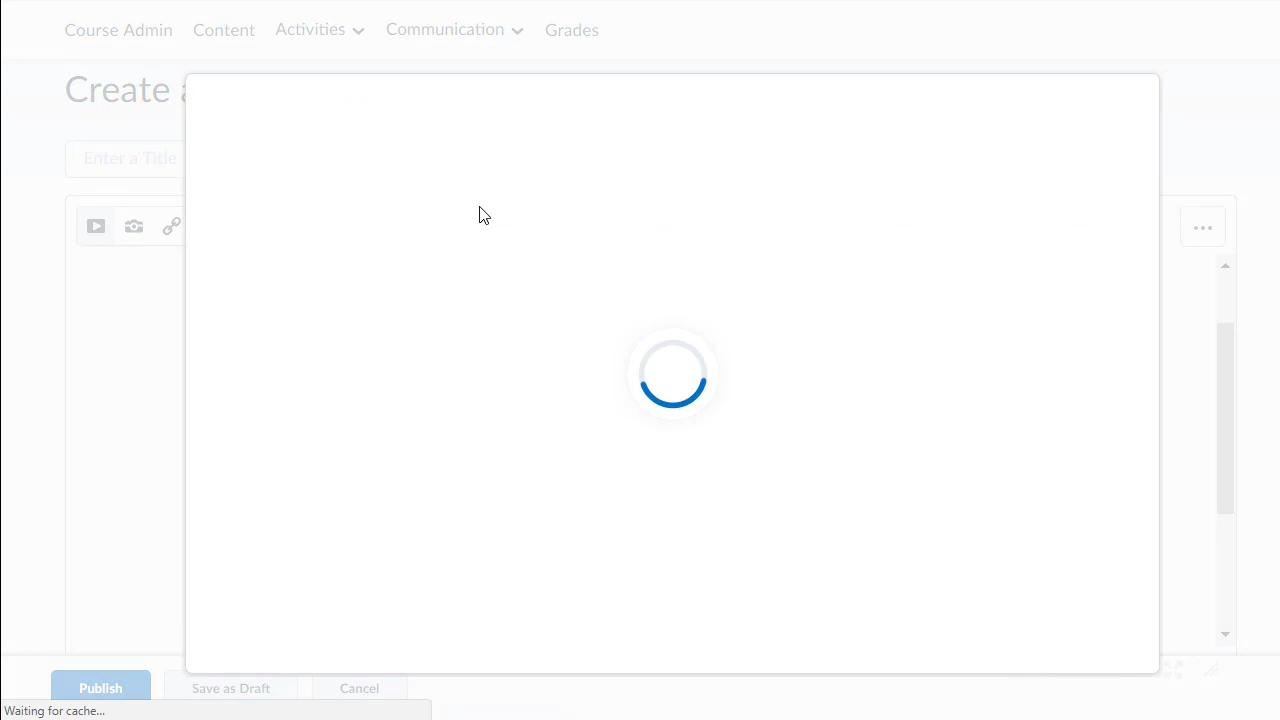 Course Admin Content Activities Communication Grades
Create a
Enter a Title
Publish Save as Draft Cancel
Waiting for cache...